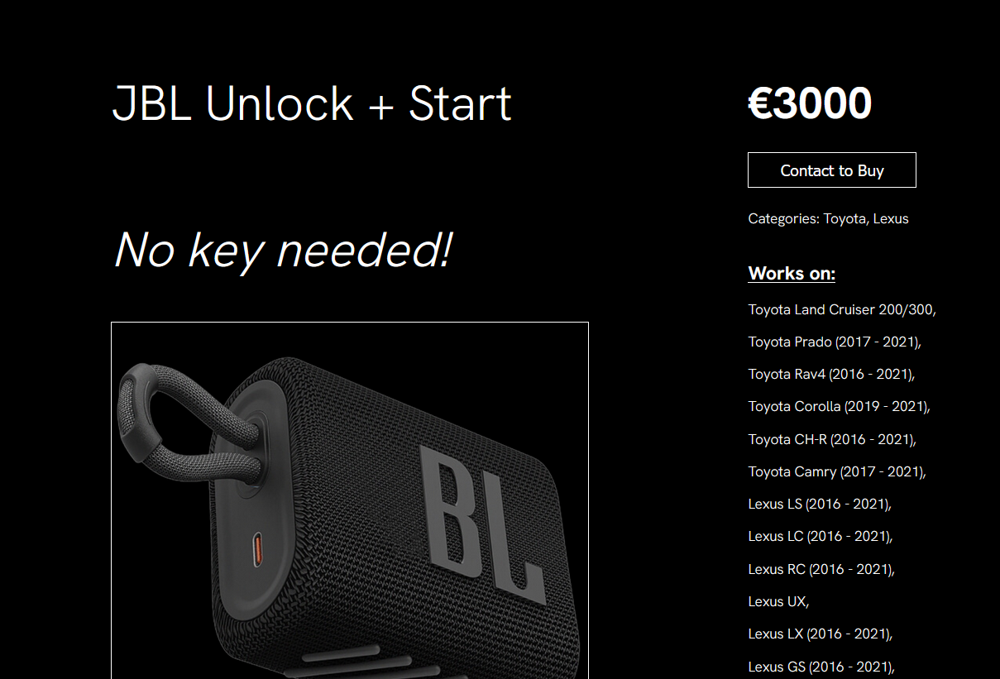 JBL Unlock + Start
No key needed!
BL
€3000
Contact to Buy
Categories: Toyota, Lexus
Works on:
Toyota Land Cruiser 200/300,
Toyota Prado (2017 - 2021),
Toyota Rav4 (2016 - 2021),
Toyota Corolla (2019 - 2021),
Toyota CH-R (2016 - 2021),
Toyota Camry (2017 - 2021),
Lexus LS (2016 - 2021),
Lexus LC (2016 - 2021),
Lexus RC (2016 - 2021),
Lexus UX,
Lexus LX (2016 - 2021),
Lexus GS (2016 - 2021),